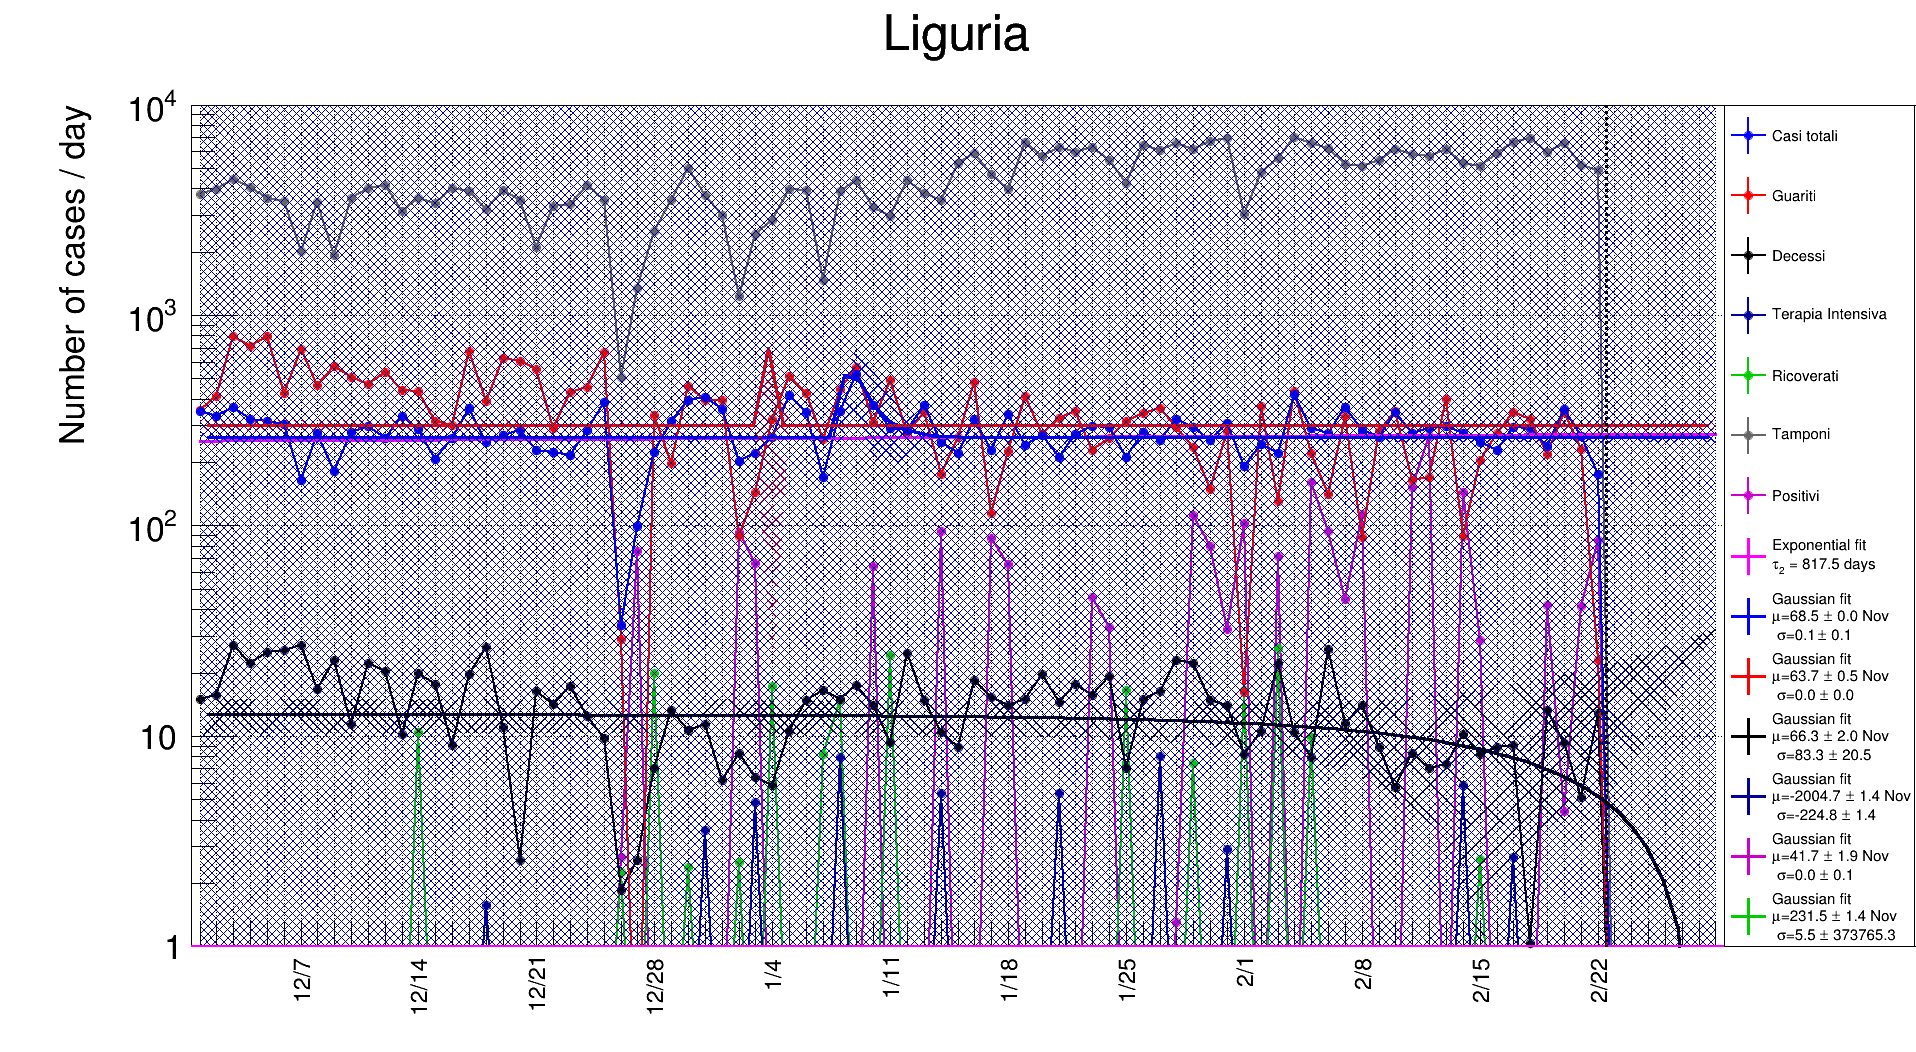 Liguria
Number of cases / day
10^4
10^3
10^2
10
1
12/7
12/14
12/21
12/28
1/4
1/11
1/18
1/25
2/1
2/8
2/15
2/22
Casi totali
Guariti
Decessi
Terapia Intensiva
Ricoverati
Tamponi
Positivi
Exponential fit
τ₂ = 817.5 days
Gaussian fit
μ=68.5 ± 0.0 Nov
σ=0.1 ± 0.1
Gaussian fit
μ=63.7 ± 0.5 Nov
σ=0.0 ± 0.0
Gaussian fit
μ=66.3 ± 2.0 Nov
σ=83.3 ± 20.5
Gaussian fit
μ=-2004.7 ± 1.4 Nov
σ=-224.8 ± 1.4
Gaussian fit
μ=41.7 ± 1.9 Nov
σ=0.0 ± 0.1
Gaussian fit
μ=231.5 ± 1.4 Nov
σ=5.5 ± 373765.3